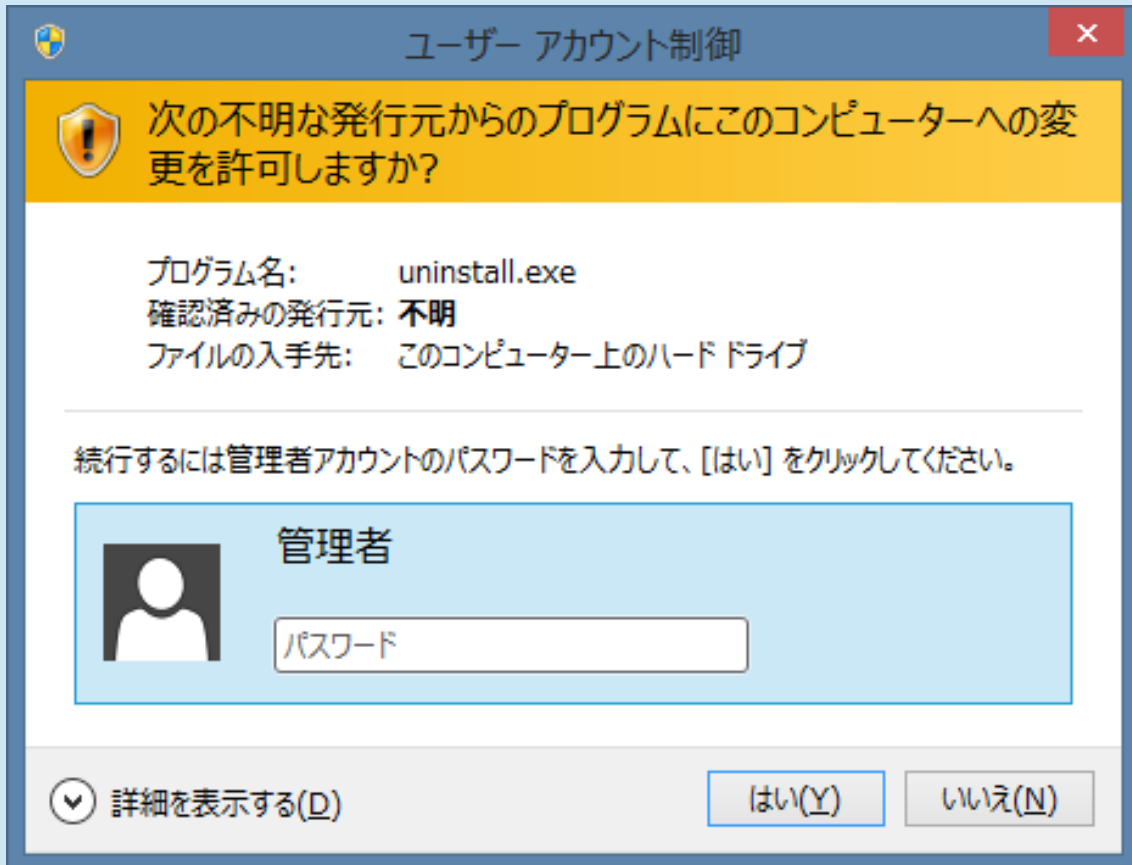 ユーザー アカウント制御
次の不明な発行元からのプログラムにこのコンピューターへの変
更を許可しますか?
プログラム名: uninstall.exe
確認済みの発行元: 不明
ファイルの入手先: このコンピューター上のハード ドライブ
続行するには管理者アカウントのパスワードを入力して、[はい] をクリックしてください。
管理者
パスワード
詳細を表示する(D)
はい(Y)
いいえ(N)